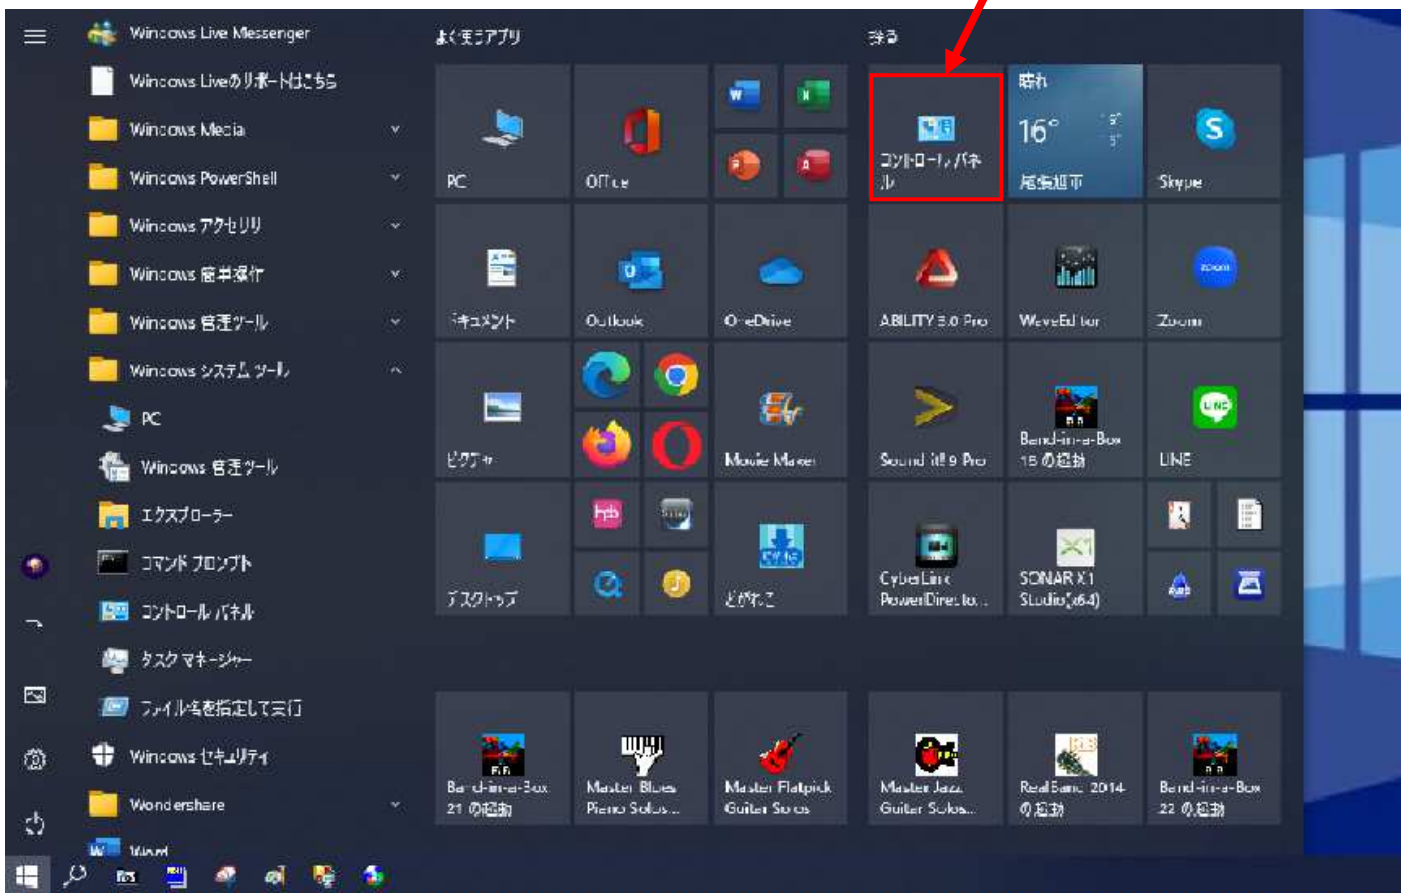 Windows Live Messenger
Windows Liveのリポートはこちら
Windows Media
Windows PowerShell
Windows アクセサリ
Windows 簡単操作
Windows 管理ツール
Windows システム ツール
PC
Windows 管理ツール
エクスプローラー
コマンド プロンプト
コントロール パネル
タスク マネージャー
ファイル名を指定して実行
Windows セキュリティ
Wondershare
Word
よく使うアプリ
PC
Office
ドキュメント
Outlook
OneDrive
ピクチャ
Movie Maker
デスクトップ
どがれこ
Band-in-a-Box
21 の起動
Master Blues
Piano Solos...
Master Flatpick
Guitar Solos
探る
コントロール パネ
ル
晴れ
16°
尾張旭市
Skype
ABILITY 3.0 Pro
WaveEditor
zoom
Zoom
Sound it! 9 Pro
Band-in-a-Box
15 の起動
LINE
LINE
CyberLink
PowerDirecto...
X1
SONAR X1
Studio(x64)
Master Jazz
Guitar Solos...
RealBand 2014
の起動
Band-in-a-Box
22 の起動